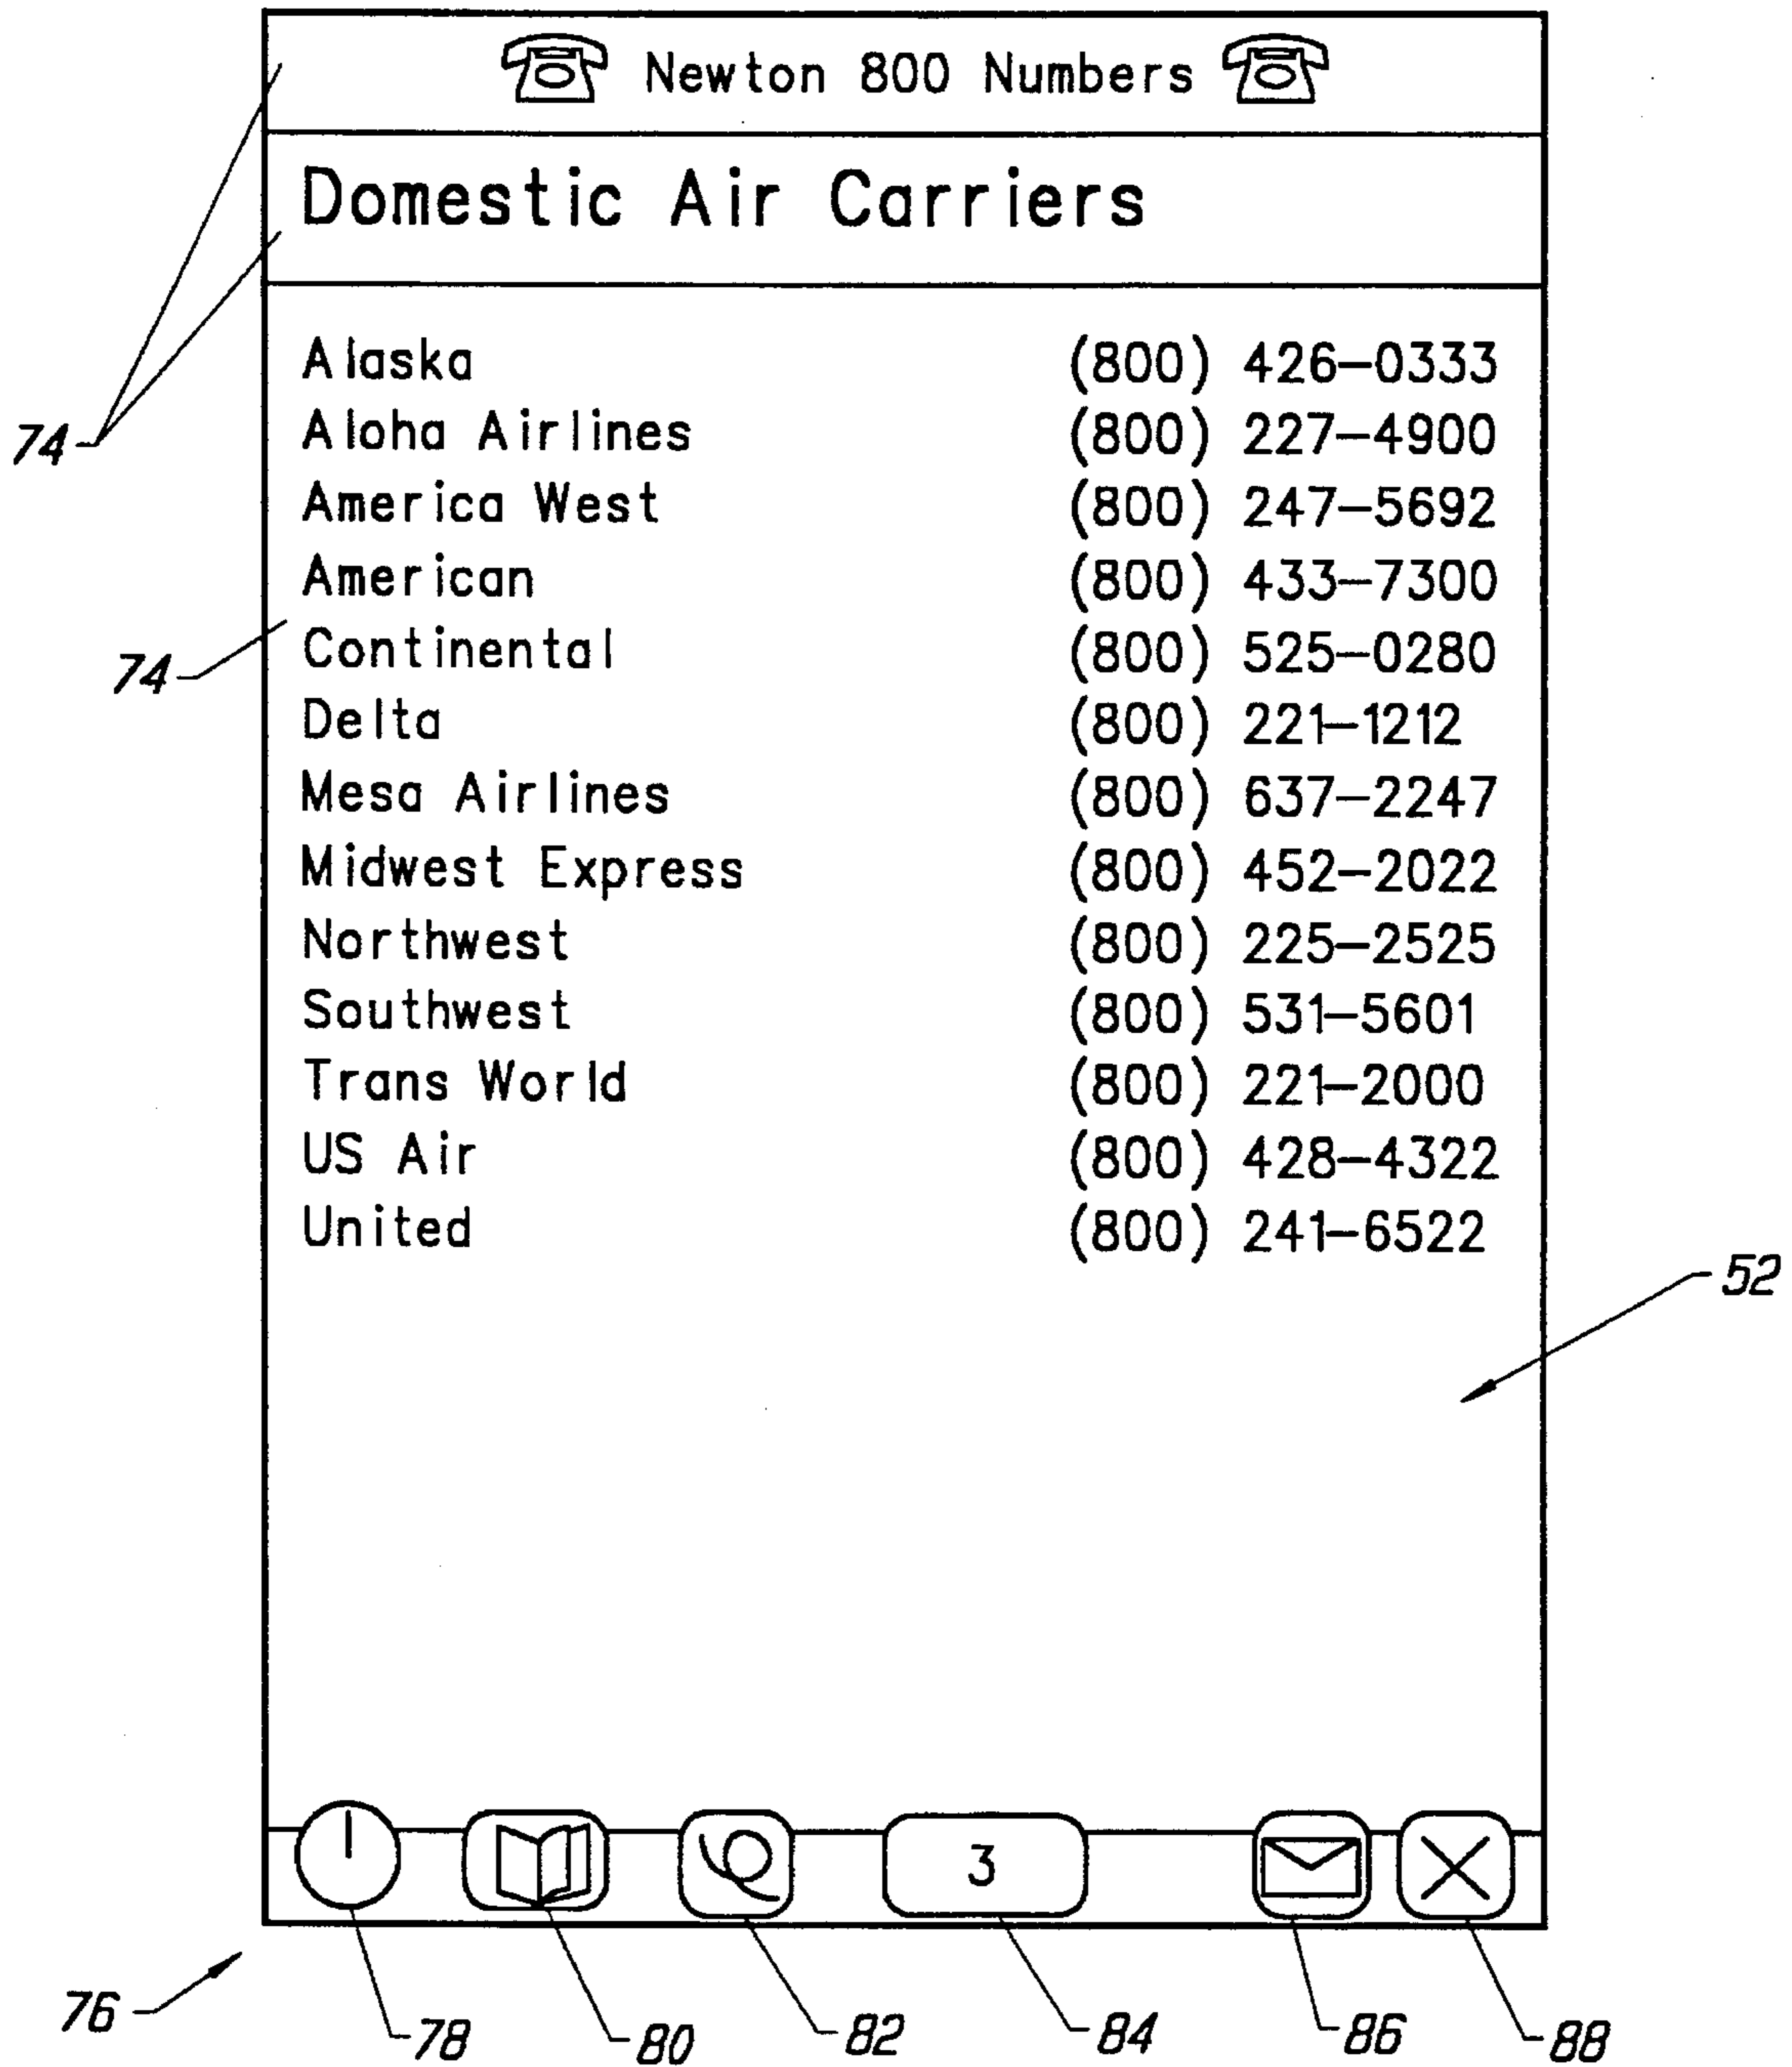 Newton 800 Numbers
Domestic Air Carriers
Alaska (800) 426-0333
Aloha Airlines (800) 227-4900
America West (800) 247-5692
American (800) 433-7300
Continental (800) 525-0280
Delta (800) 221-1212
Mesa Airlines (800) 637-2247
Midwest Express (800) 452-2022
Northwest (800) 225-2525
Southwest (800) 531-5601
Trans World (800) 221-2000
US Air (800) 428-4322
United (800) 241-6522
74
74
52
3
76
78
80
82
84
86
88